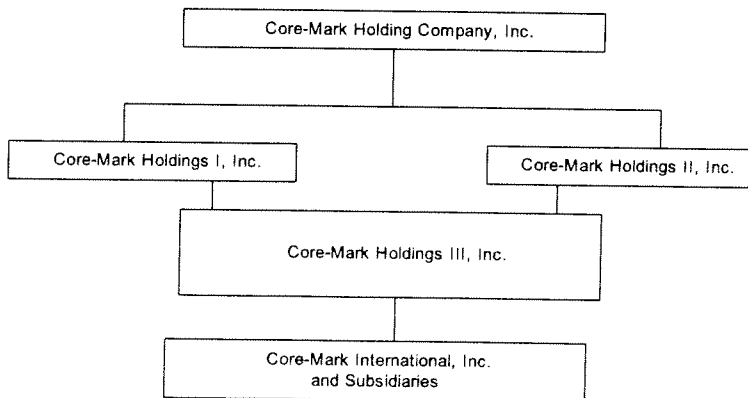 Core-Mark Holding Company, Inc.
Core-Mark Holdings I, Inc.
Core-Mark Holdings II, Inc.
Core-Mark Holdings III, Inc.
Core-Mark International, Inc.
and Subsidiaries